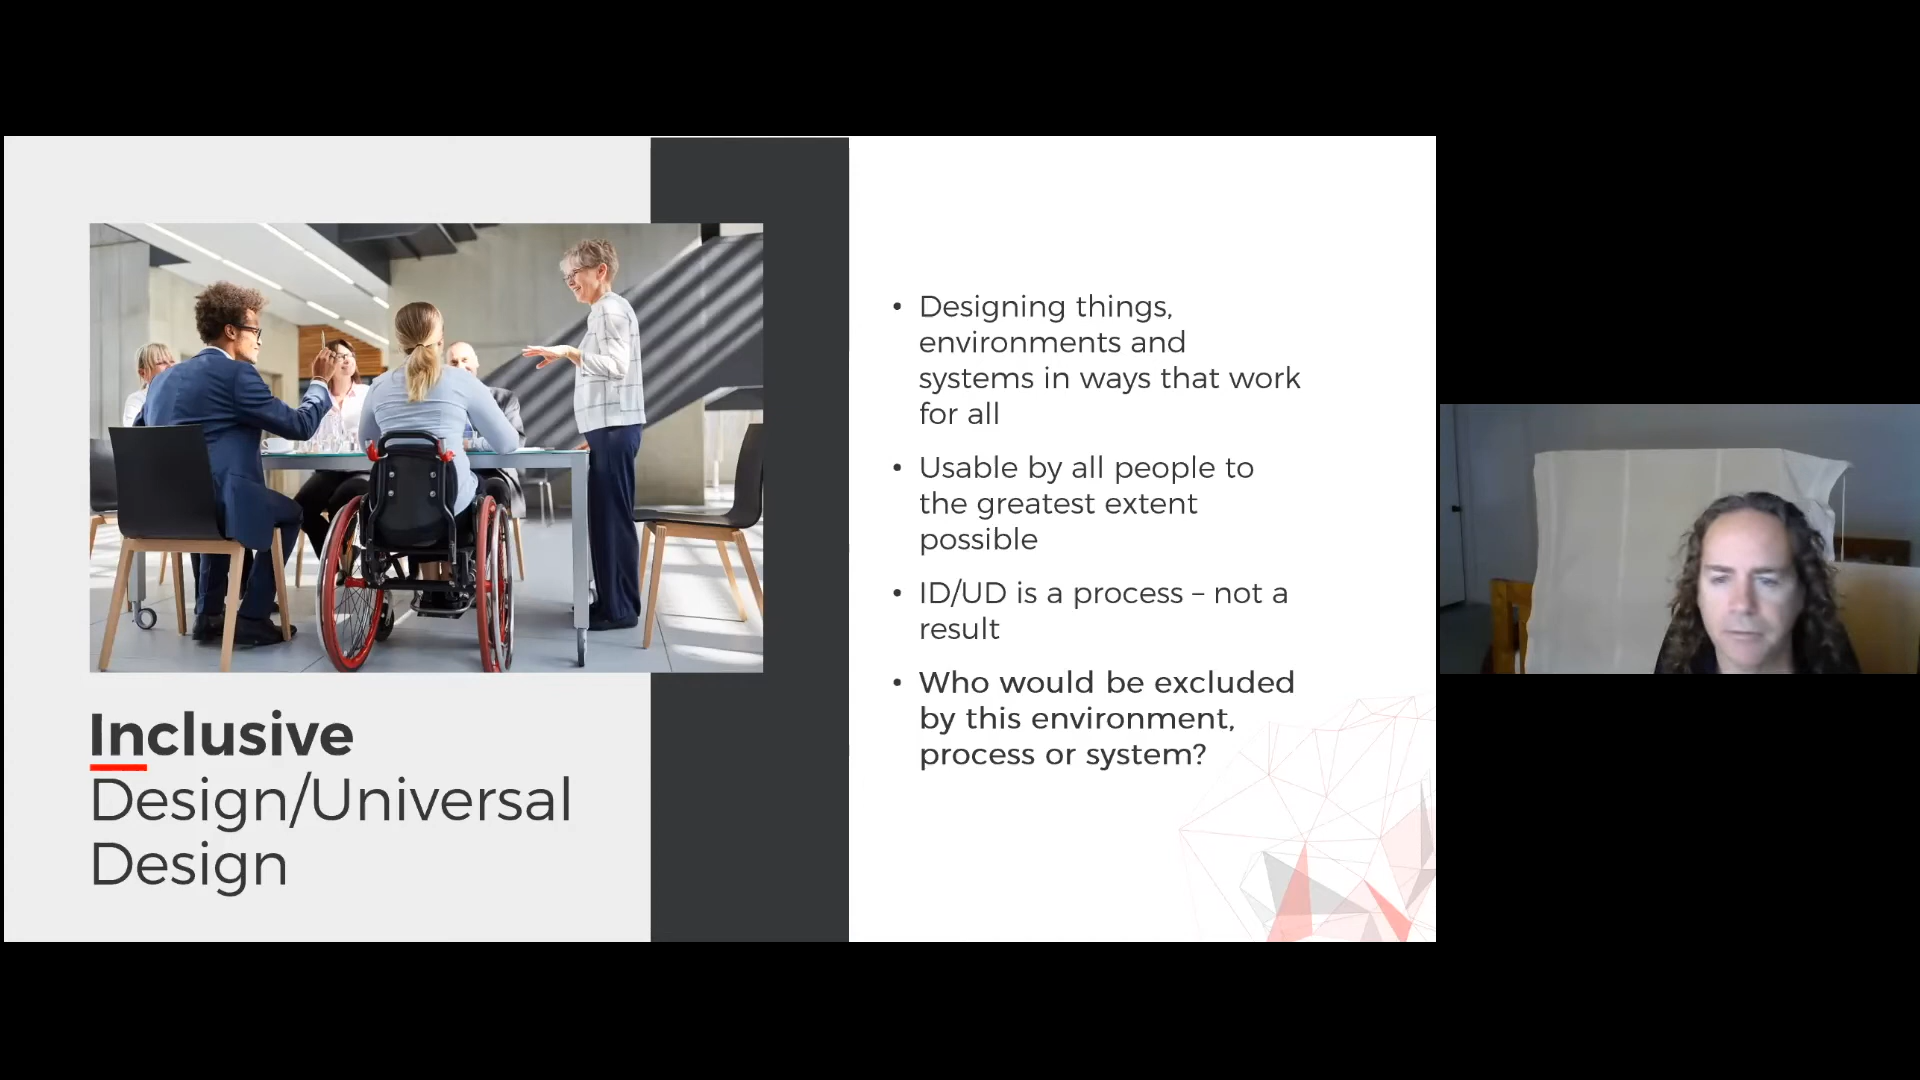 Inclusive
Design/Universal
Design
• Designing things,
environments and
systems in ways that work
for all
• Usable by all people to
the greatest extent
possible
• ID/UD is a process – not a
result
• Who would be excluded
by this environment,
process or system?